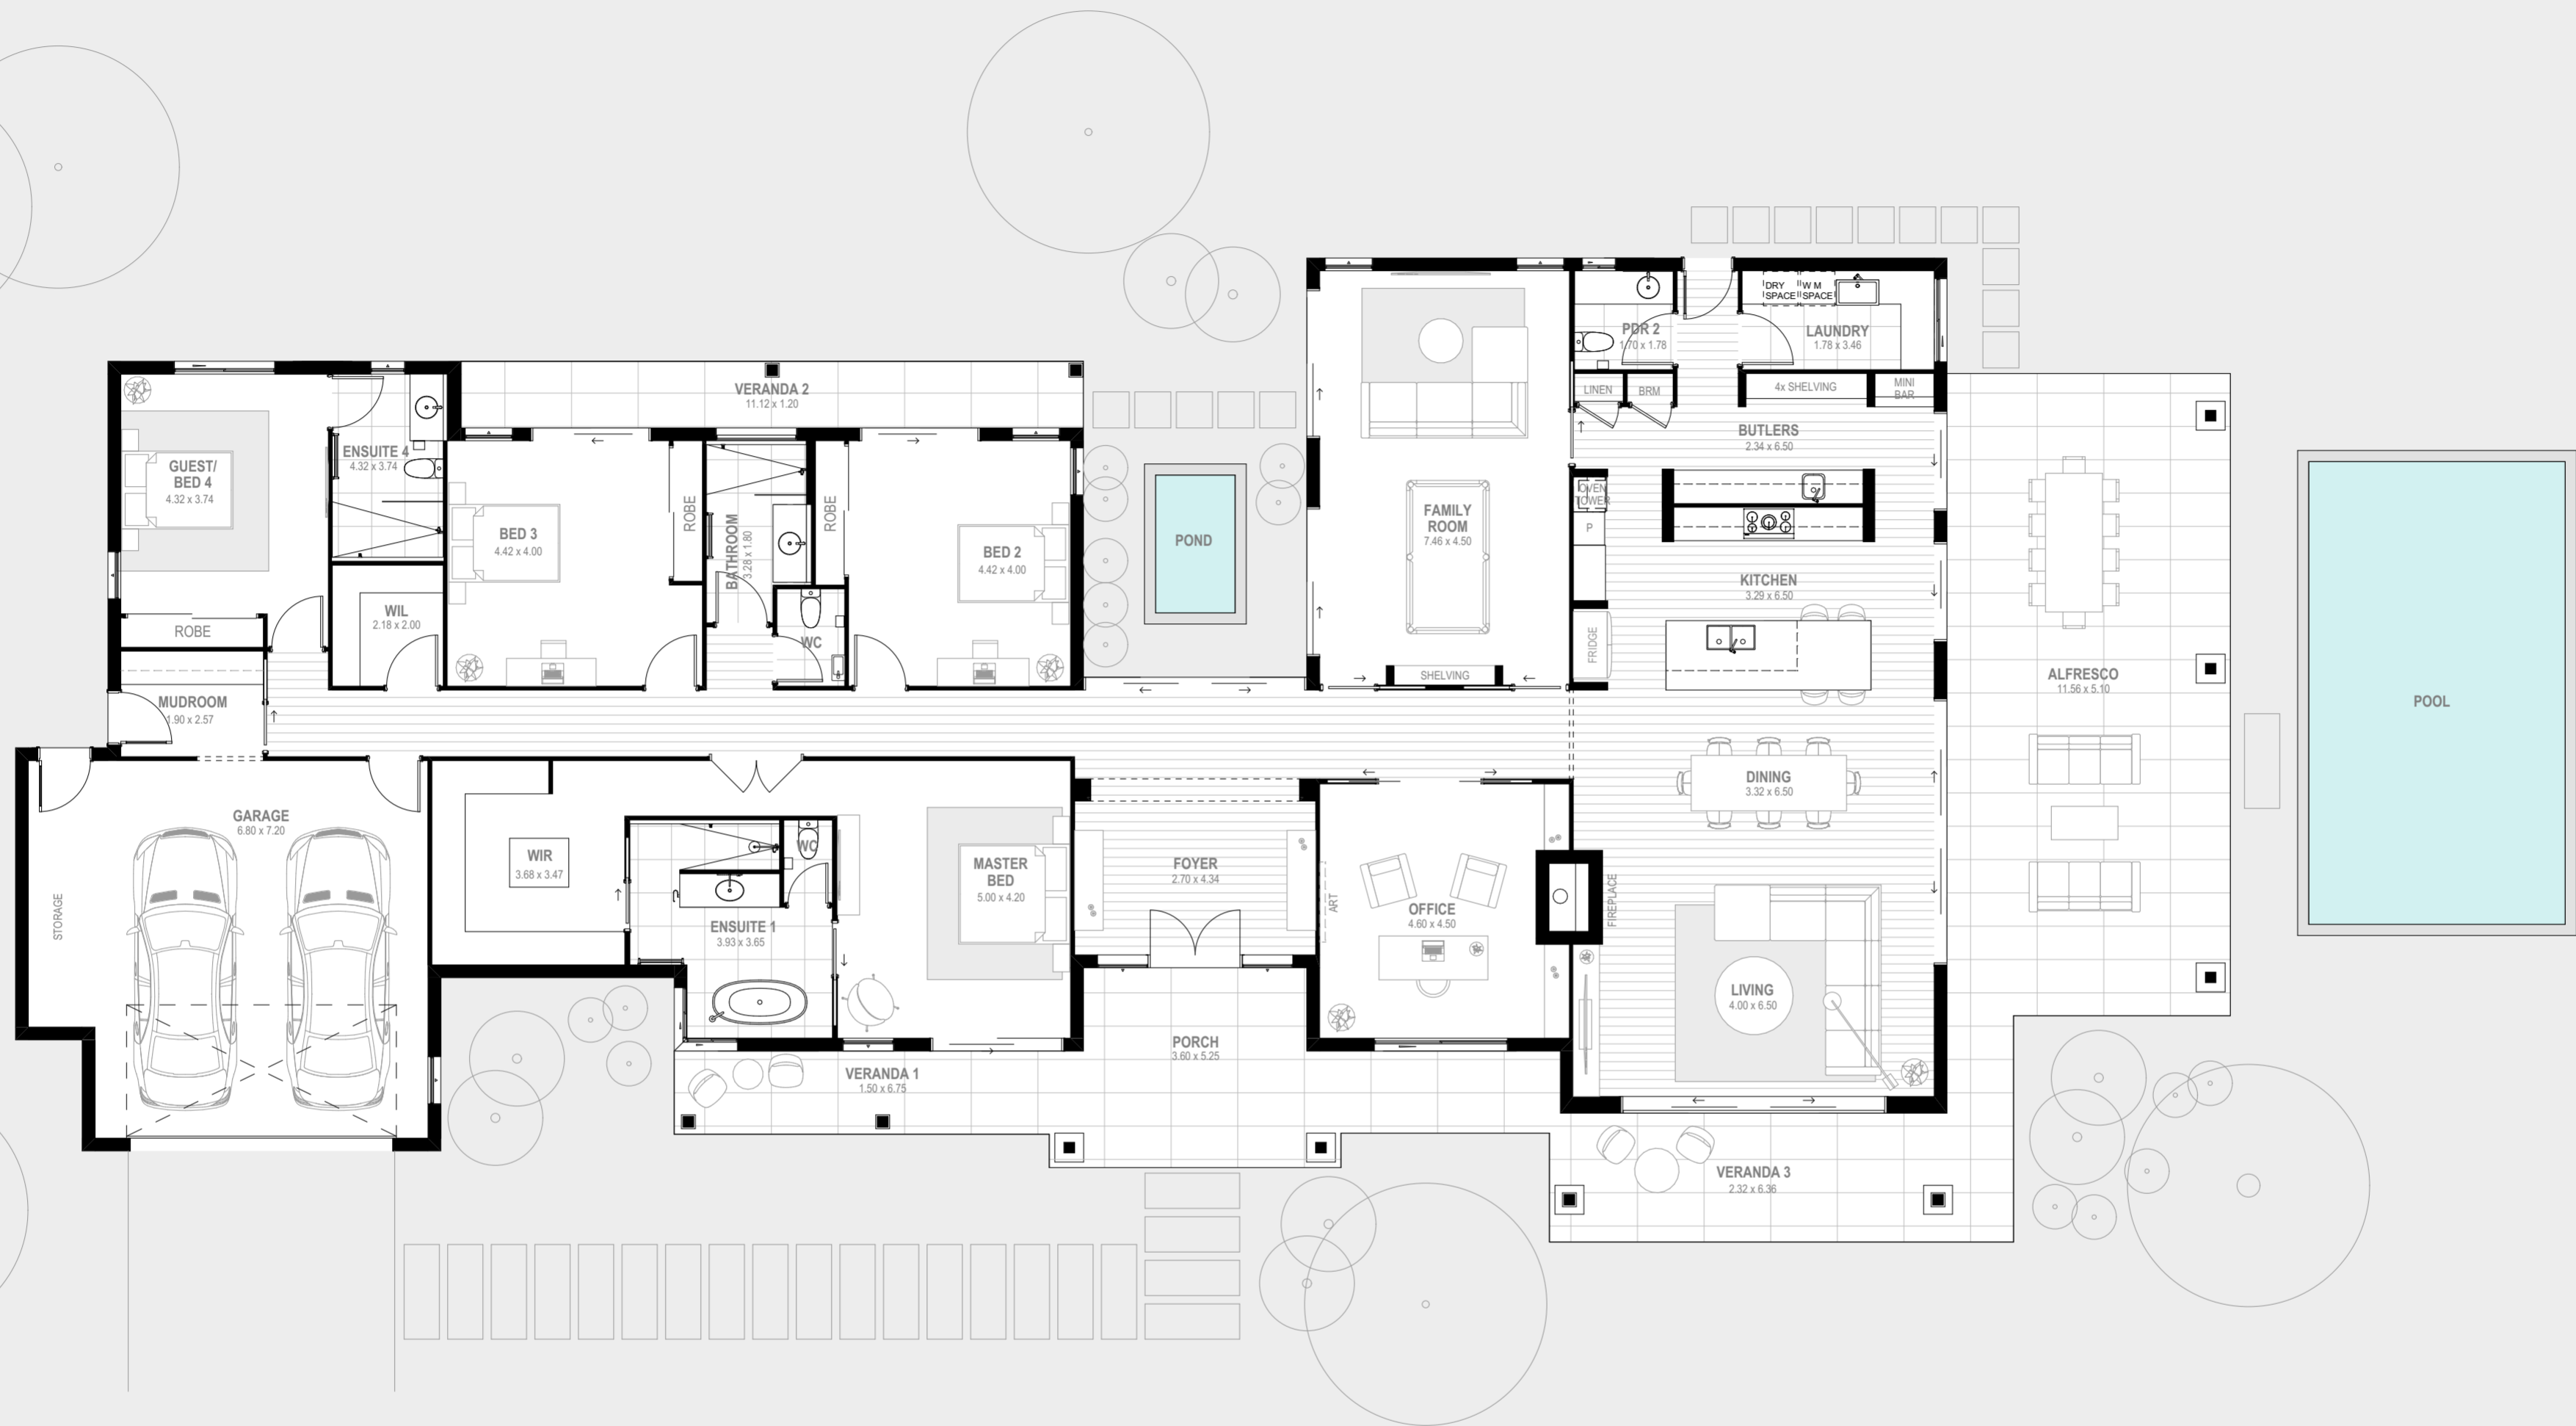 DRY
SPACE
W M
SPACE
PDR 2
1.70 x 1.78
LAUNDRY
1.78 x 3.46
LINEN
BRM
4x SHELVING
MINI
BAR
VERANDA 2
11.12 x 1.20
BUTLERS
2.34 x 6.50
ENSUITE 4
4.32 x 3.74
GUEST/
BED 4
4.32 x 3.74
BED 3
4.42 x 4.00
ROBE
BATHROOM
3.28 x 1.80
ROBE
BED 2
4.42 x 4.00
POND
FAMILY
ROOM
7.46 x 4.50
OVEN
TOWER
P
KITCHEN
3.29 x 6.50
WIL
2.18 x 2.00
ROBE
WC
FRIDGE
SHELVING
ALFRESCO
11.56 x 5.10
POOL
MUDROOM
1.90 x 2.57
DINING
3.32 x 6.50
GARAGE
6.80 x 7.20
STORAGE
WIR
3.68 x 3.47
WC
ENSUITE 1
3.93 x 3.65
MASTER
BED
5.00 x 4.20
FOYER
2.70 x 4.34
ART
OFFICE
4.60 x 4.50
FIREPLACE
LIVING
4.00 x 6.50
PORCH
3.60 x 5.25
VERANDA 1
1.50 x 6.75
VERANDA 3
2.32 x 6.36